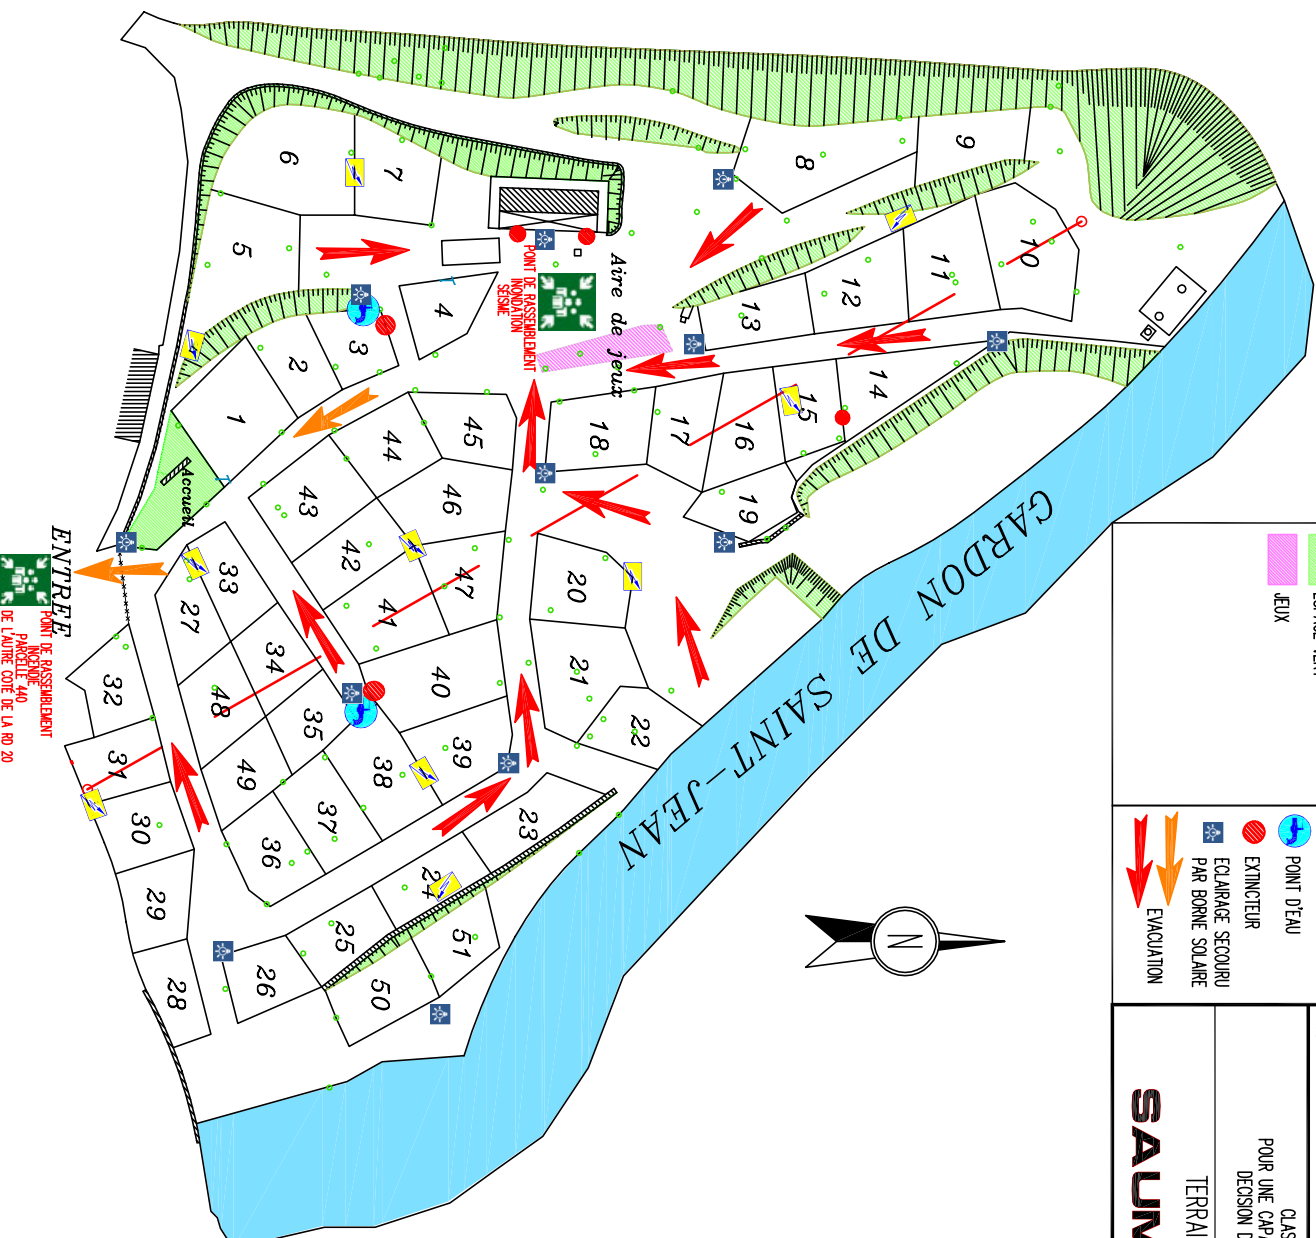 6
7
5
4
3
2
1
8
9
10
11
12
13
14
15
16
17
18
19
20
21
22
23
24
25
26
27
28
29
30
31
32
33
34
35
36
37
38
39
40
41
42
43
44
45
46
47
48
49
50
51
Aire de jeux
POINT DE RASSEMBLEMENT
INONDATION
SEISME
Accueil
ENTREE
POINT DE RASSEMBLEMENT
INCENDIE
PARCELLE 440
DE L'AUTRE COTÉ DE LA RD 20
GARDON DE SAINT-JEAN
N
JEUX
POINT D'EAU
EXTINCTEUR
ECLAIRAGE SECOURU
PAR BORNE SOLAIRE
EVACUATION
CLAS
POUR UNE CAPA
DECISION D
TERRAI
SAUM